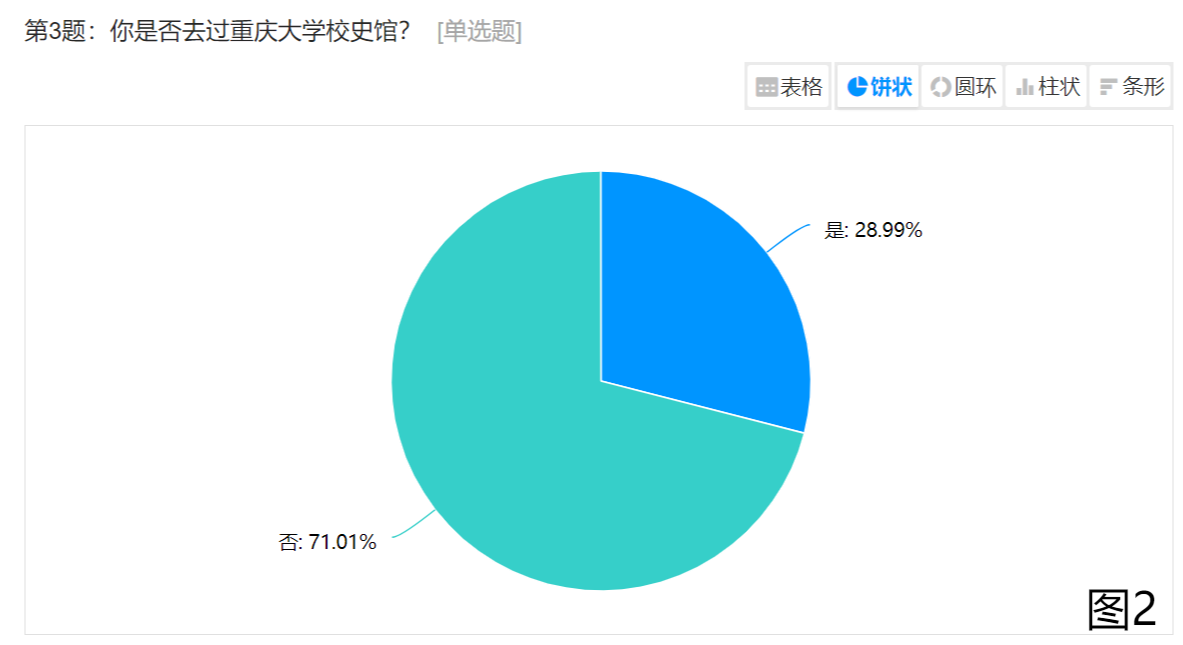 第3题：你是否去过重庆大学校史馆？ [单选题]
表格 饼状 圆环 柱状 条形
是: 28.99%
否: 71.01%
图2